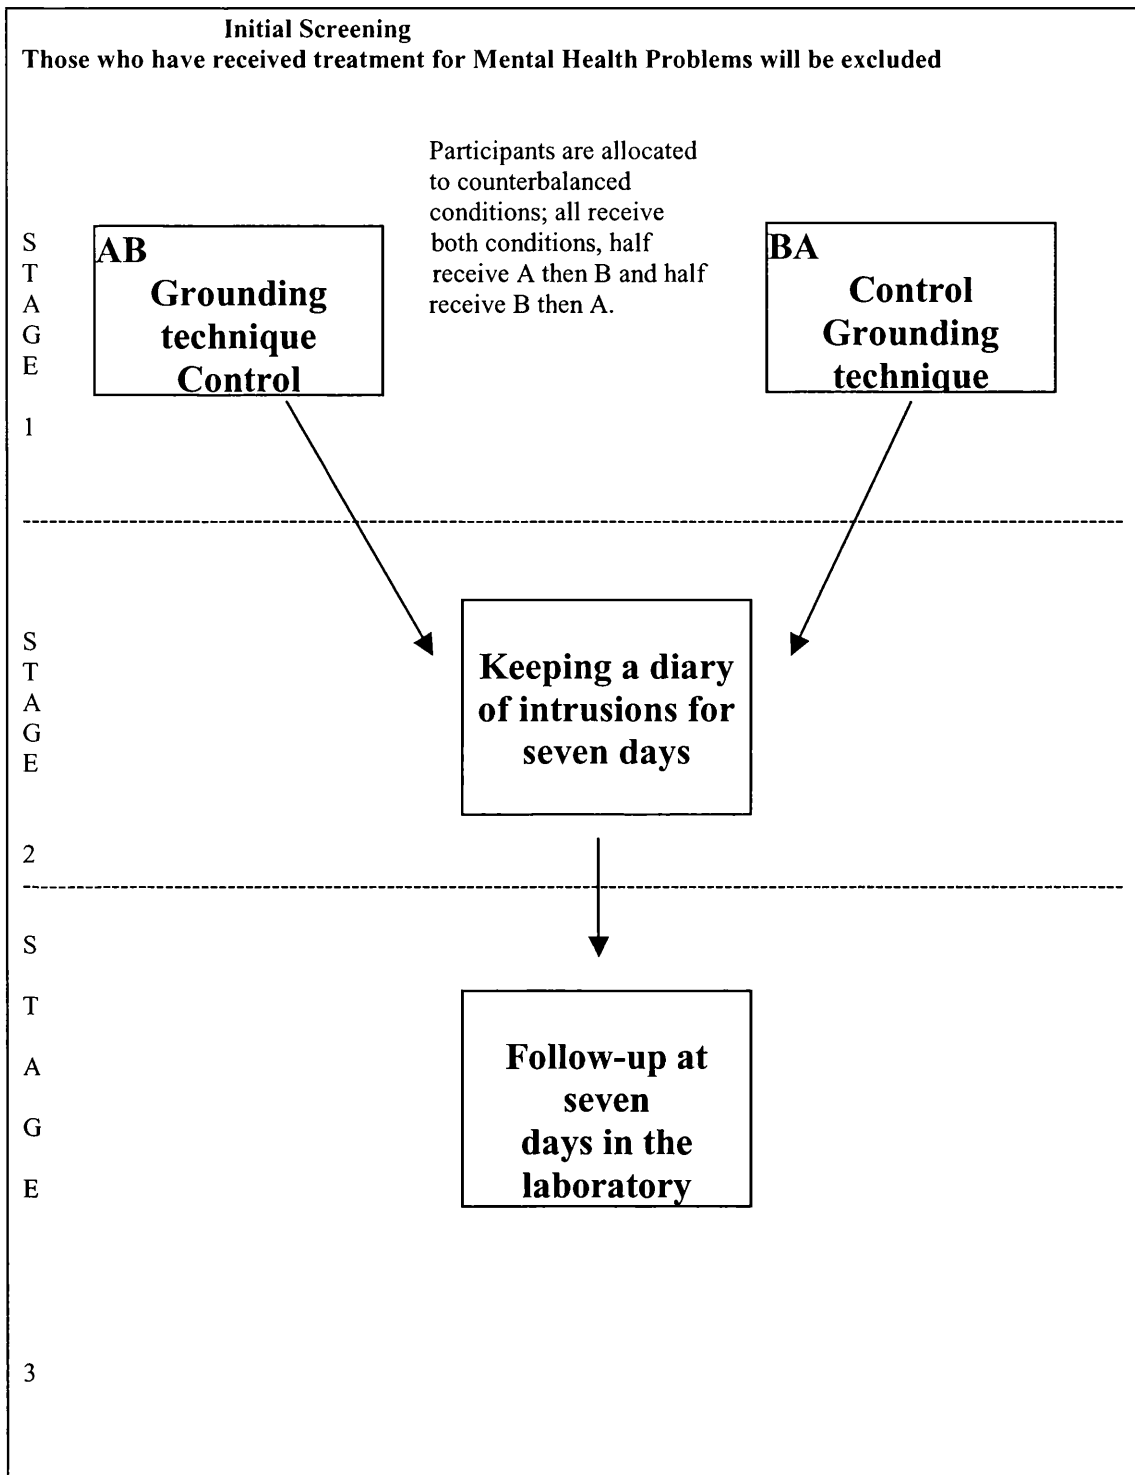 Initial Screening
Those who have received treatment for Mental Health Problems will be excluded
Participants are allocated
to counterbalanced
conditions; all receive
both conditions, half
receive A then B and half
receive B then A.
S
T
A
G
E
1
AB
Grounding
technique
Control
BA
Control
Grounding
technique
S
T
A
G
E
2
Keeping a diary
of intrusions for
seven days
S
T
A
G
E
3
Follow-up at
seven
days in the
laboratory